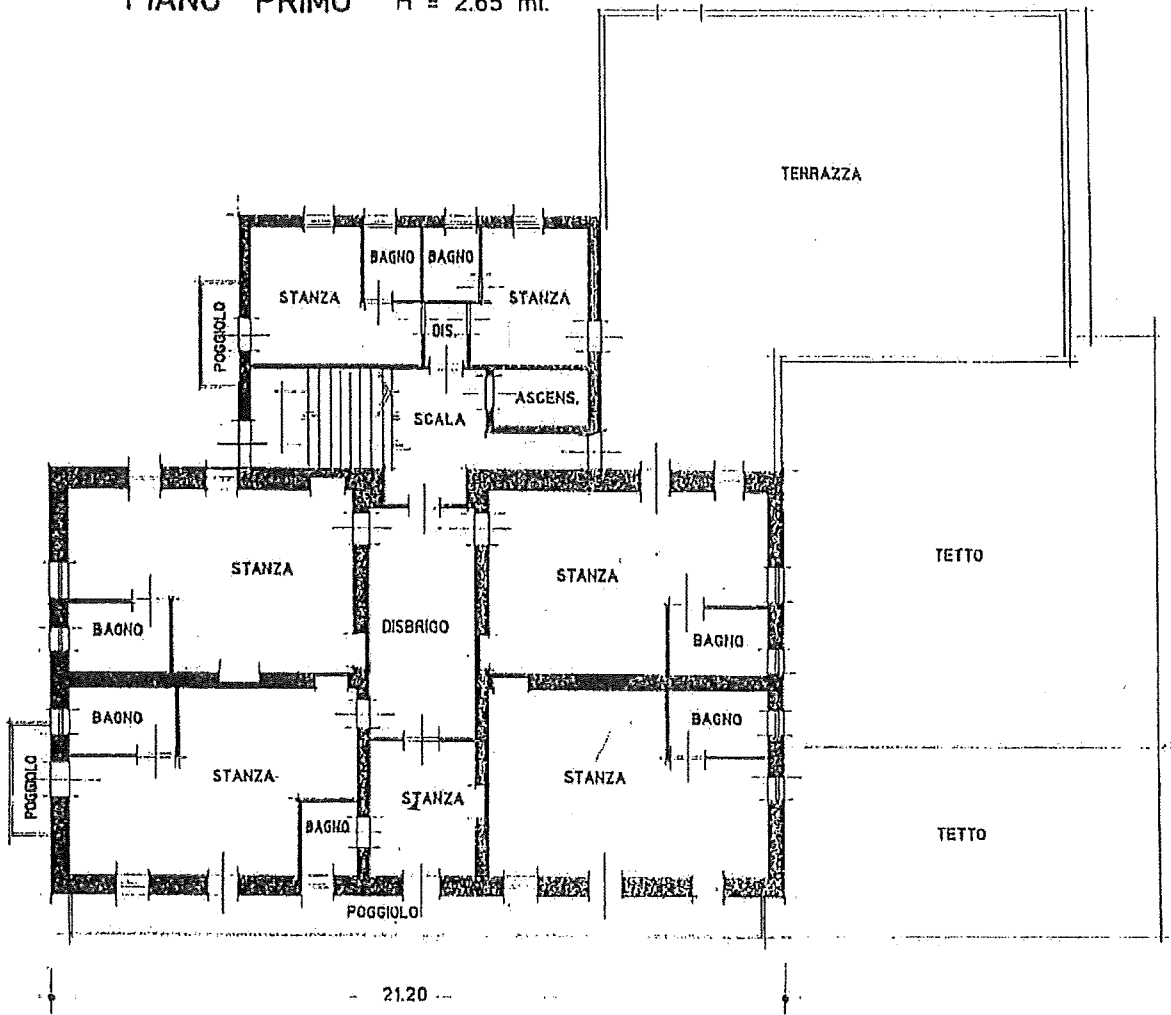 PIANO PRIMO H = 2.65 ml.
TERRAZZA
BAGNO BAGNO
STANZA STANZA
POGGIOLO
DIS.
ASCENS.
SCALA
STANZA STANZA TETTO
BAGNO DISBRIGO BAGNO
BAGNO BAGNO
POGGIOLO
STANZA STANZA
STANZA
BAGNO TETTO
POGGIOLO
21.20